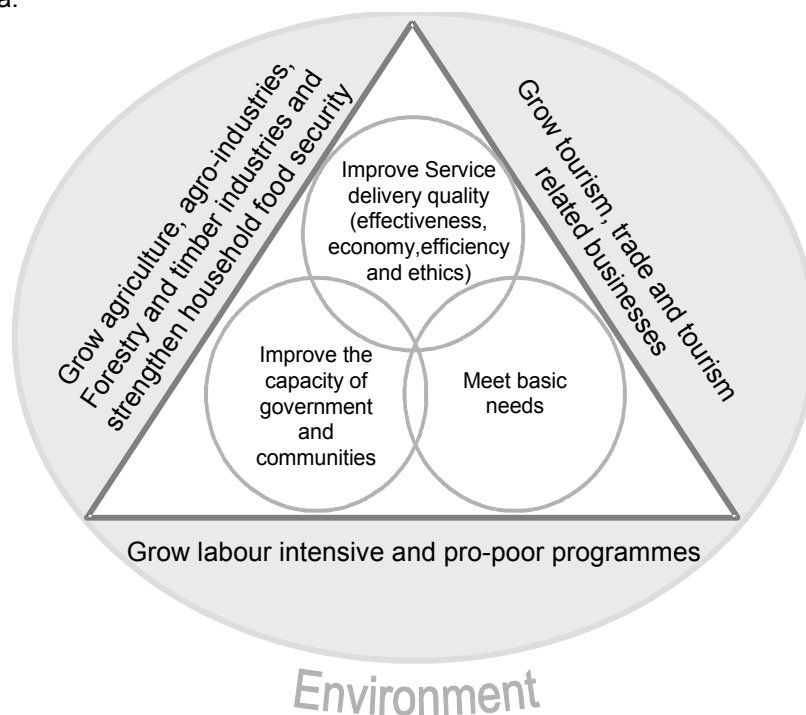 a.
Grow agriculture, agro-industries,
Forestry and timber industries and
strengthen household food security
Grow tourism, trade and tourism
related businesses
Improve Service
delivery quality
(effectiveness,
economy,efficiency
and ethics)
Improve the
capacity of
government
and
communities
Meet basic
needs
Grow labour intensive and pro-poor programmes
Environment